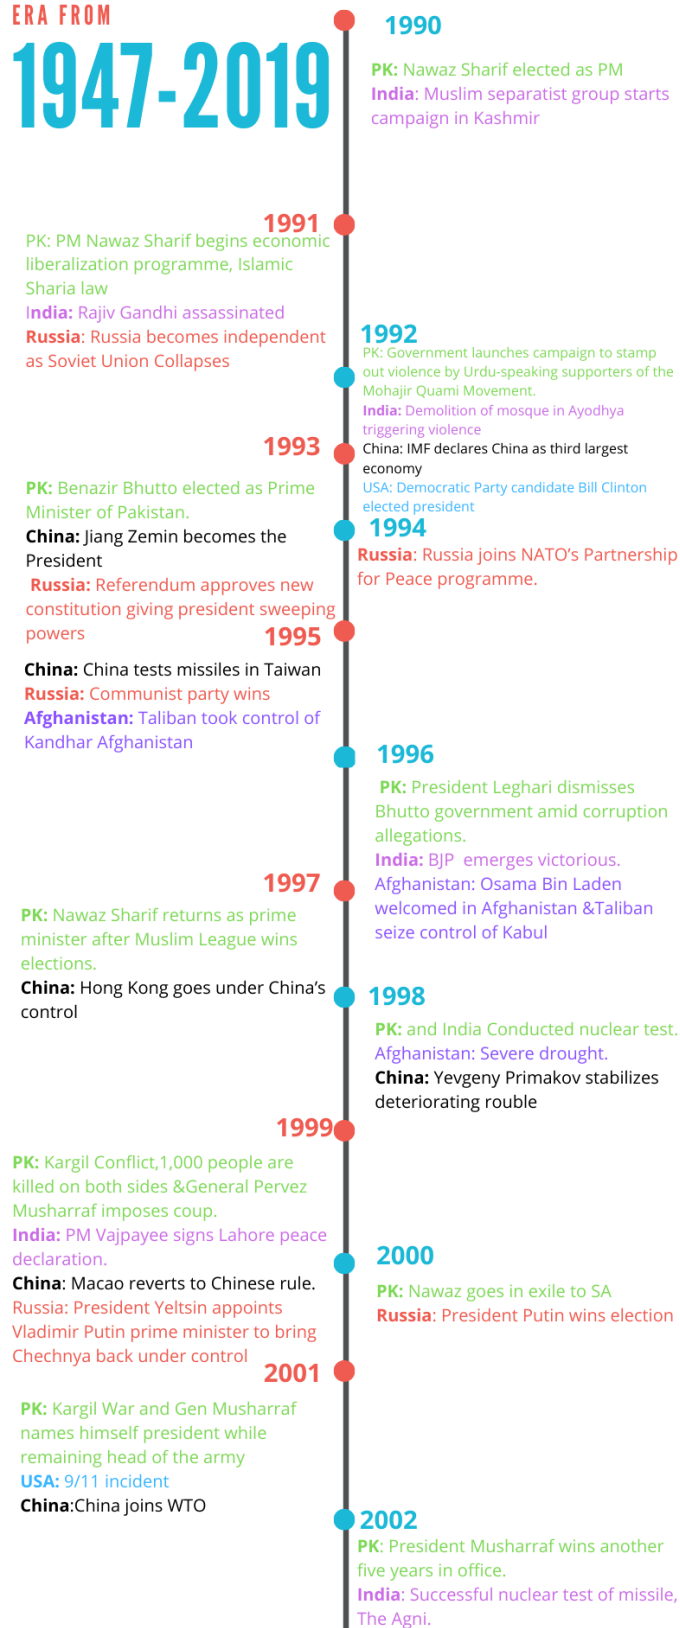 ERA FROM
1947-2019
1990
PK: Nawaz Sharif elected as PM
India: Muslim separatist group starts
campaign in Kashmir
1991
PK: PM Nawaz Sharif begins economic
liberalization programme, Islamic
Sharia law
India: Rajiv Gandhi assassinated
Russia: Russia becomes independent
as Soviet Union Collapses
1992
PK: Government launches campaign to stamp
out violence by Urdu-speaking supporters of the
Mohajir Quami Movement.
India: Demolition of mosque in Ayodhya
triggering violence
China: IMF declares China as third largest
economy
USA: Democratic Party candidate Bill Clinton
elected president
1993
PK: Benazir Bhutto elected as Prime
Minister of Pakistan.
China: Jiang Zemin becomes the
President
Russia: Referendum approves new
constitution giving president sweeping
powers
1994
Russia: Russia joins NATO's Partnership
for Peace programme.
1995
China: China tests missiles in Taiwan
Russia: Communist party wins
Afghanistan: Taliban took control of
Kandhar Afghanistan
1996
PK: President Leghari dismisses
Bhutto government amid corruption
allegations.
India: BJP emerges victorious.
Afghanistan: Osama Bin Laden
welcomed in Afghanistan &Taliban
seize control of Kabul
1997
PK: Nawaz Sharif returns as prime
minister after Muslim League wins
elections.
China: Hong Kong goes under China's
control
1998
PK: and India Conducted nuclear test.
Afghanistan: Severe drought.
China: Yevgeny Primakov stabilizes
deteriorating rouble
1999
PK: Kargil Conflict,1,000 people are
killed on both sides &General Pervez
Musharraf imposes coup.
India: PM Vajpayee signs Lahore peace
declaration.
China: Macao reverts to Chinese rule.
Russia: President Yeltsin appoints
Vladimir Putin prime minister to bring
Chechnya back under control
2000
PK: Nawaz goes in exile to SA
Russia: President Putin wins election
2001
PK: Kargil War and Gen Musharraf
names himself president while
remaining head of the army
USA: 9/11 incident
China:China joins WTO
2002
PK: President Musharraf wins another
five years in office.
India: Successful nuclear test of missile,
The Agni.